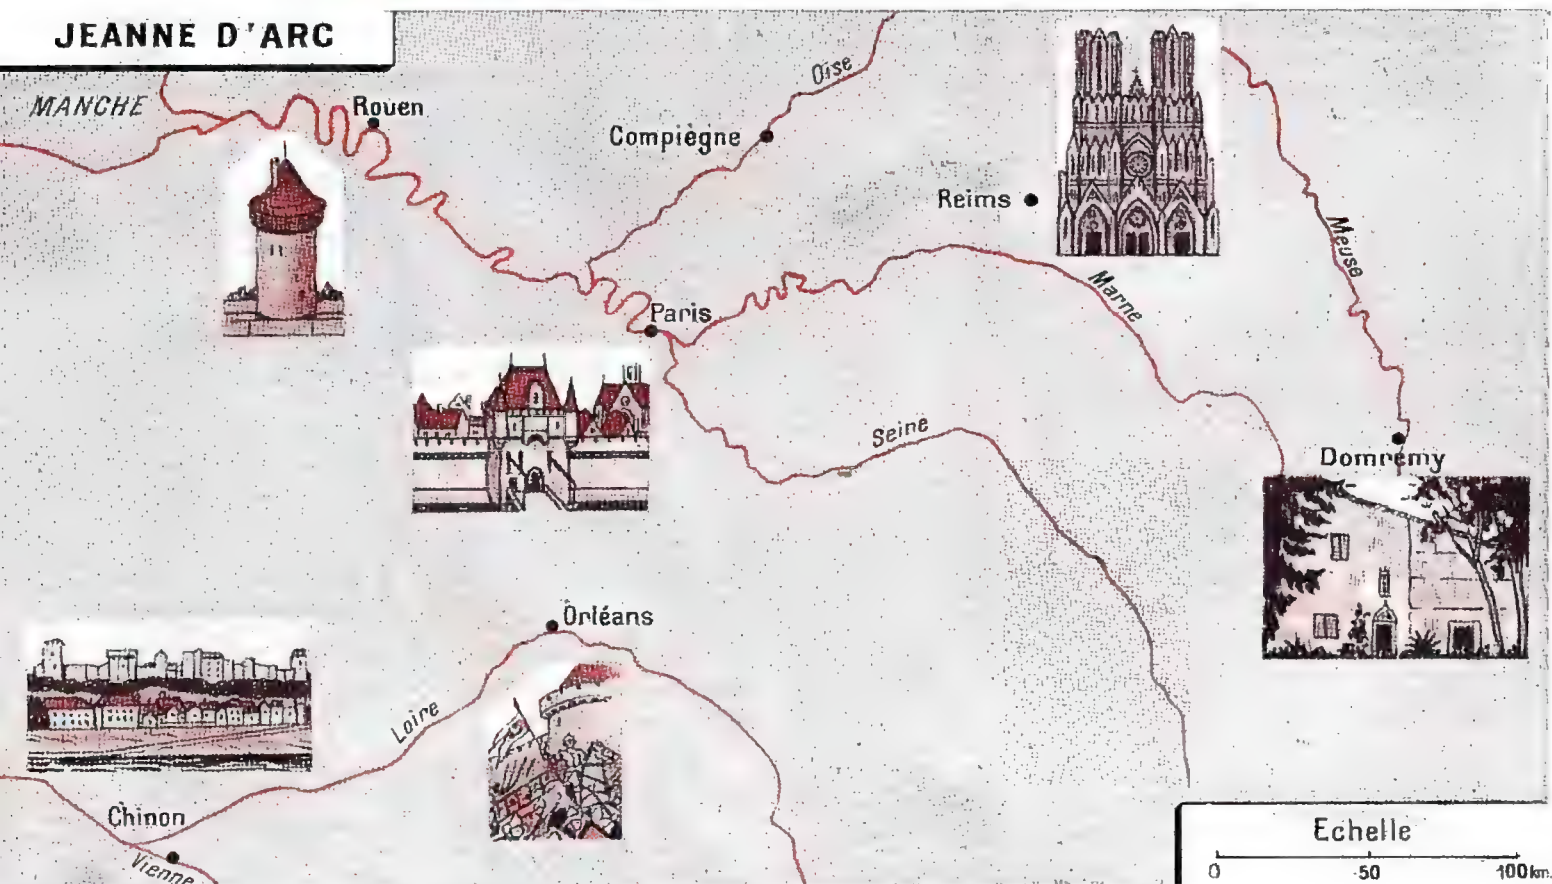 JEANNE D'ARC
MANCHE
Rouen
Oise
Compiègne
Reims
Meuse
Marne
Paris
Seine
Domremy
Orléans
Loire
Chinon
Vienne
Echelle
0 50 100km.